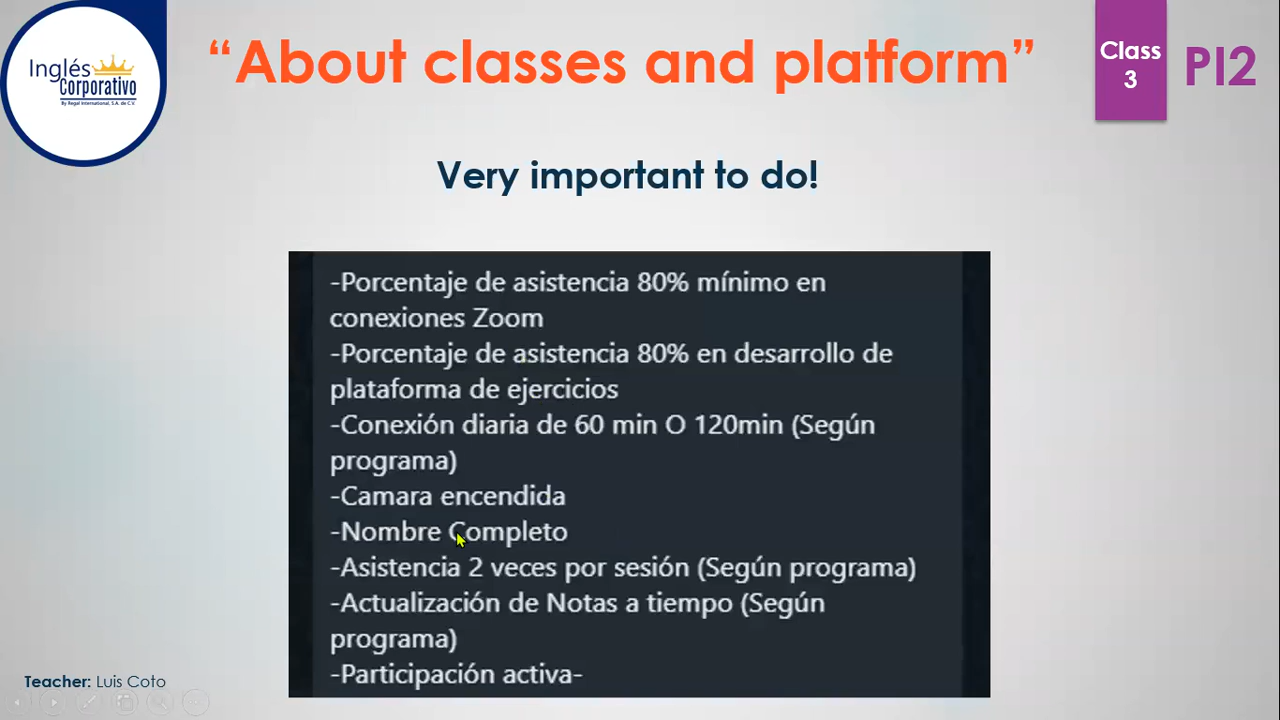 Inglés
Corporativo
By Regal International, S.A. de C.V.
“About classes and platform”
Class
3
PI2
Very important to do!
-Porcentaje de asistencia 80% mínimo en
conexiones Zoom
-Porcentaje de asistencia 80% en desarrollo de
plataforma de ejercicios
-Conexión diaria de 60 min O 120min (Según
programa)
-Camara encendida
-Nombre Completo
-Asistencia 2 veces por sesión (Según programa)
-Actualización de Notas a tiempo (Según
programa)
-Participación activa-
Teacher: Luis Coto